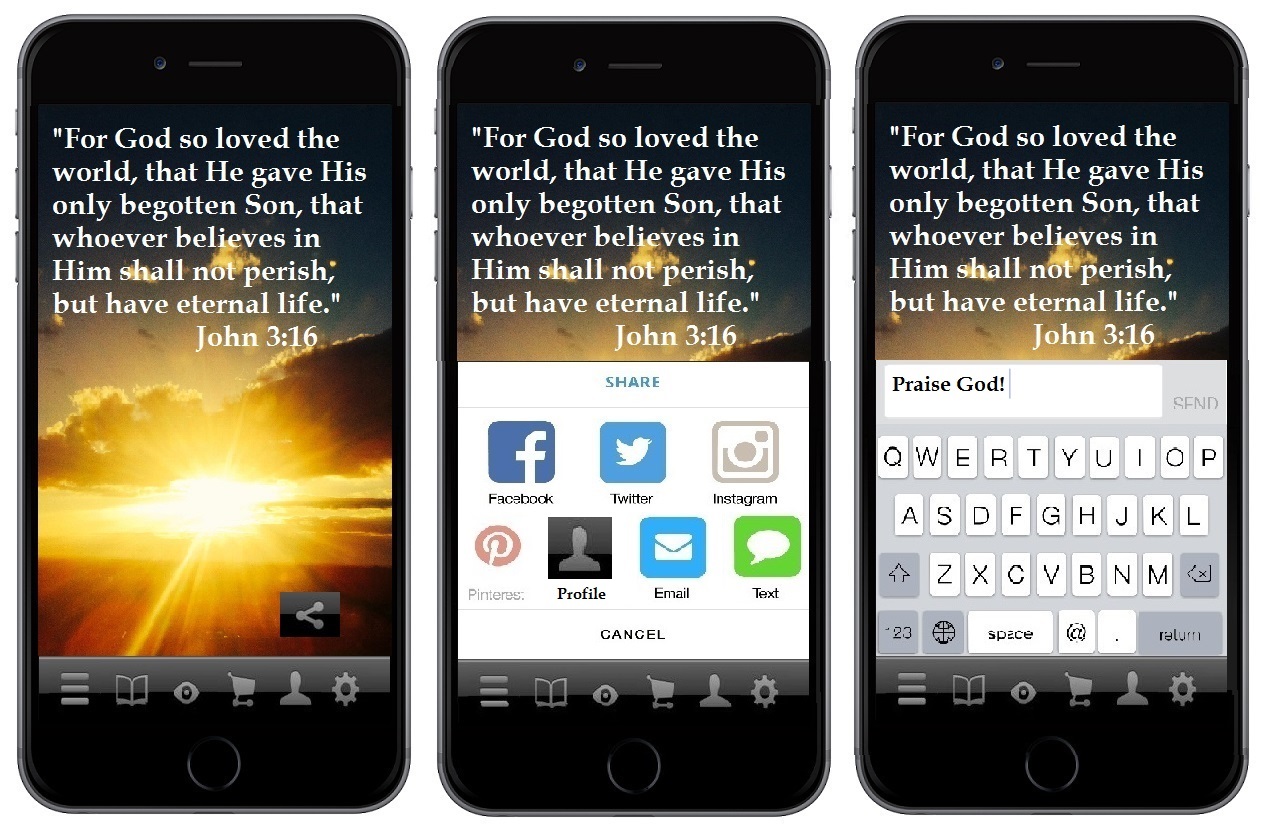 "For God so loved the
world, that He gave His
only begotten Son, that
whoever believes in
Him shall not perish,
but have eternal life."
John 3:16
"For God so loved the
world, that He gave His
only begotten Son, that
whoever believes in
Him shall not perish,
but have eternal life."
John 3:16
SHARE
Facebook Twitter Instagram
Pinteres: Profile Email Text
CANCEL
"For God so loved the
world, that He gave His
only begotten Son, that
whoever believes in
Him shall not perish,
but have eternal life."
John 3:16
Praise God!
SEND
Q W E R T Y U I O P
A S D F G H J K L
Z X C V B N M
123 space @ . return